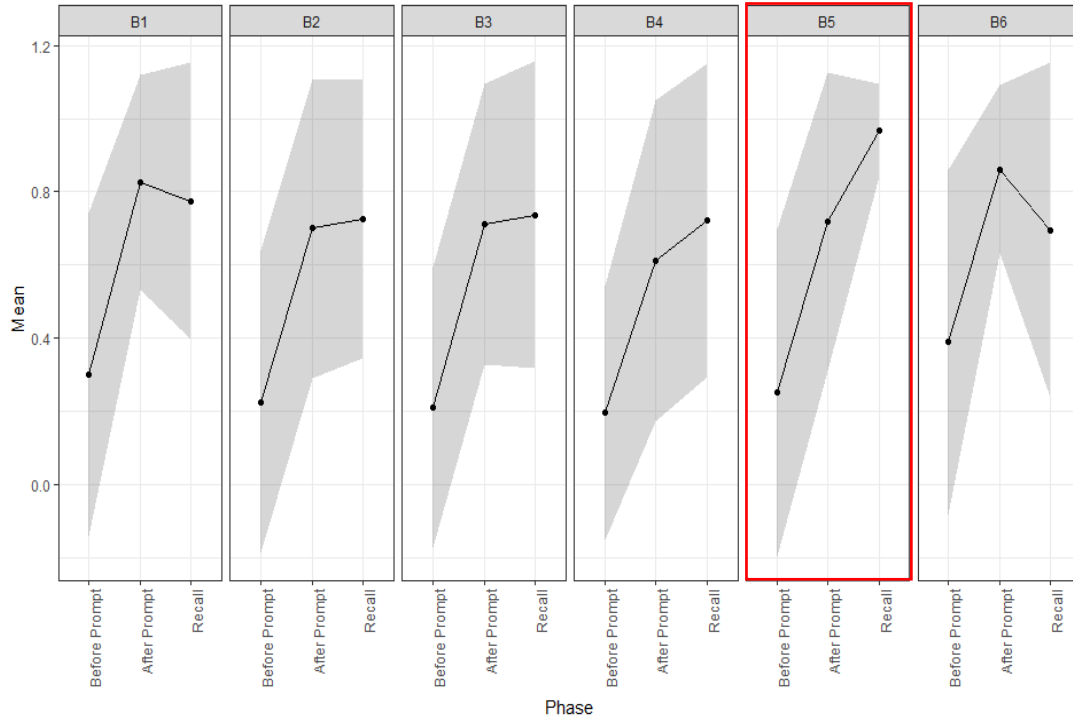 B1 B2 B3 B4 B5 B6
1.2
0.8
0.4
0.0
Mean
Before Prompt After Prompt Recall Before Prompt After Prompt Recall Before Prompt After Prompt Recall Before Prompt After Prompt Recall Before Prompt After Prompt Recall Before Prompt After Prompt Recall
Phase